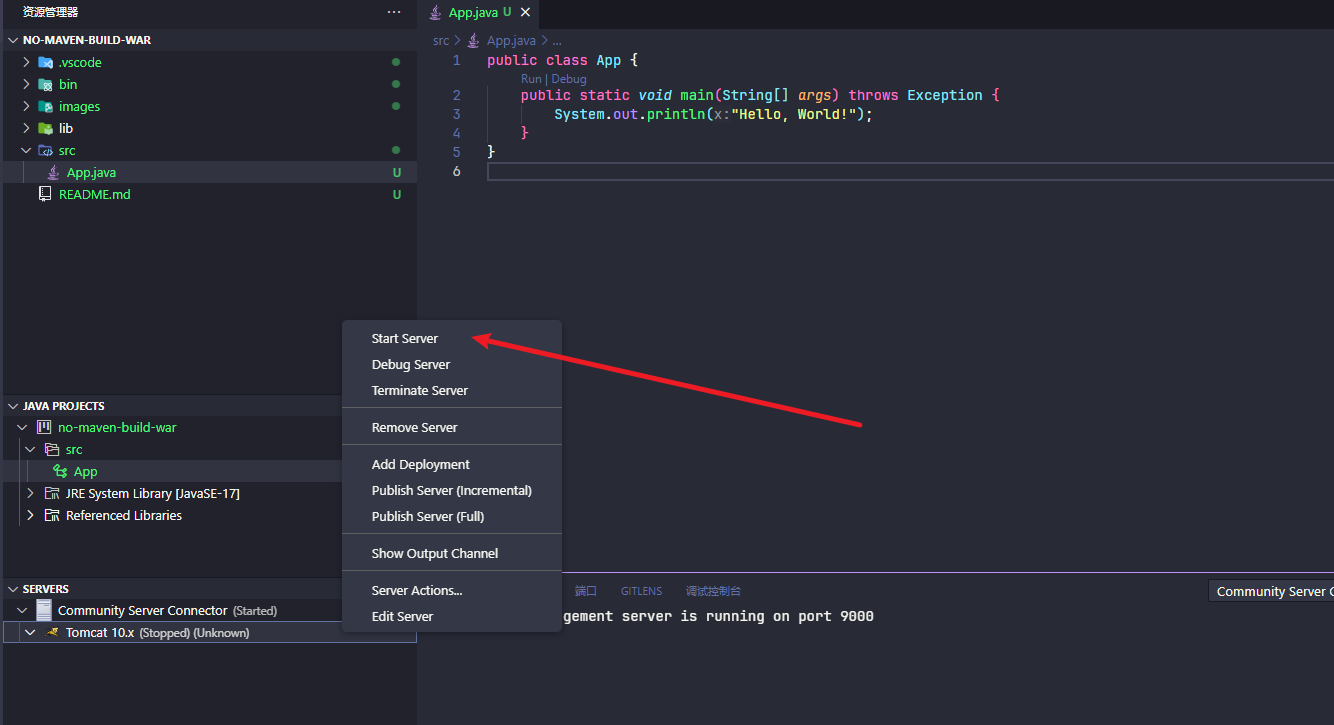 资源管理器 ···
App.java U
NO-MAVEN-BUILD-WAR
.vscode
bin
images
lib
src
App.java U
README.md U
src > App.java > ...
1 public class App {
Run | Debug
2 public static void main(String[] args) throws Exception {
3 System.out.println(x:"Hello, World!");
4 }
5 }
6
Start Server
Debug Server
Terminate Server
Remove Server
Add Deployment
Publish Server (Incremental)
Publish Server (Full)
Show Output Channel
Server Actions...
Edit Server
JAVA PROJECTS
no-maven-build-war
src
App
JRE System Library [JavaSE-17]
Referenced Libraries
SERVERS
Community Server Connector (Started)
Tomcat 10.x (Stopped) (Unknown)
端口 GITLENS 调试控制台
Community Server
gement server is running on port 9000